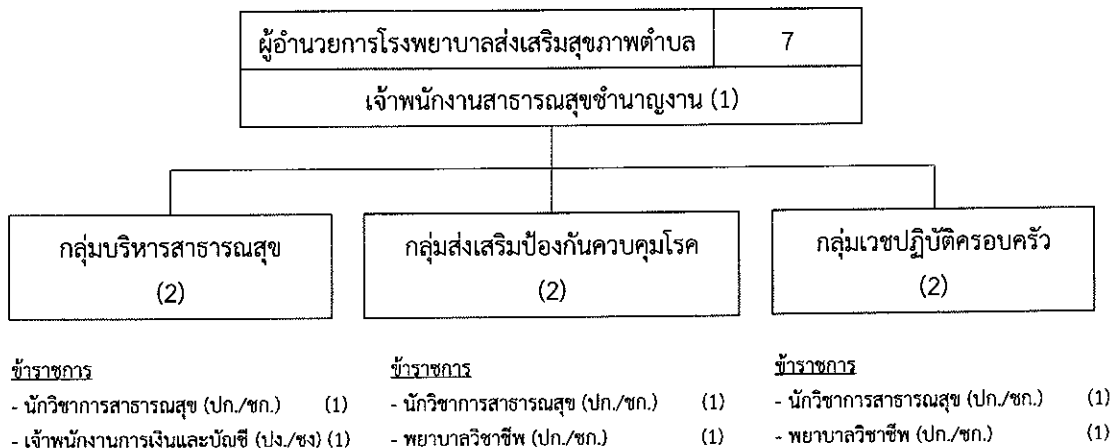 ผู้อำนวยการโรงพยาบาลส่งเสริมสุขภาพตำบล 7
เจ้าพนักงานสาธารณสุขชำนาญงาน (1)
กลุ่มบริหารสาธารณสุข
(2)
กลุ่มส่งเสริมป้องกันควบคุมโรค
(2)
กลุ่มเวชปฏิบัติครอบครัว
(2)
ข้าราชการ
- นักวิชาการสาธารณสุข (ปก./ชก.) (1)
- เจ้าพนักงานการเงินและบัญชี (ปง./ชง) (1)
ข้าราชการ
- นักวิชาการสาธารณสุข (ปก./ชก.) (1)
- พยาบาลวิชาชีพ (ปก./ชก.) (1)
ข้าราชการ
- นักวิชาการสาธารณสุข (ปก./ชก.) (1)
- พยาบาลวิชาชีพ (ปก./ชก.) (1)